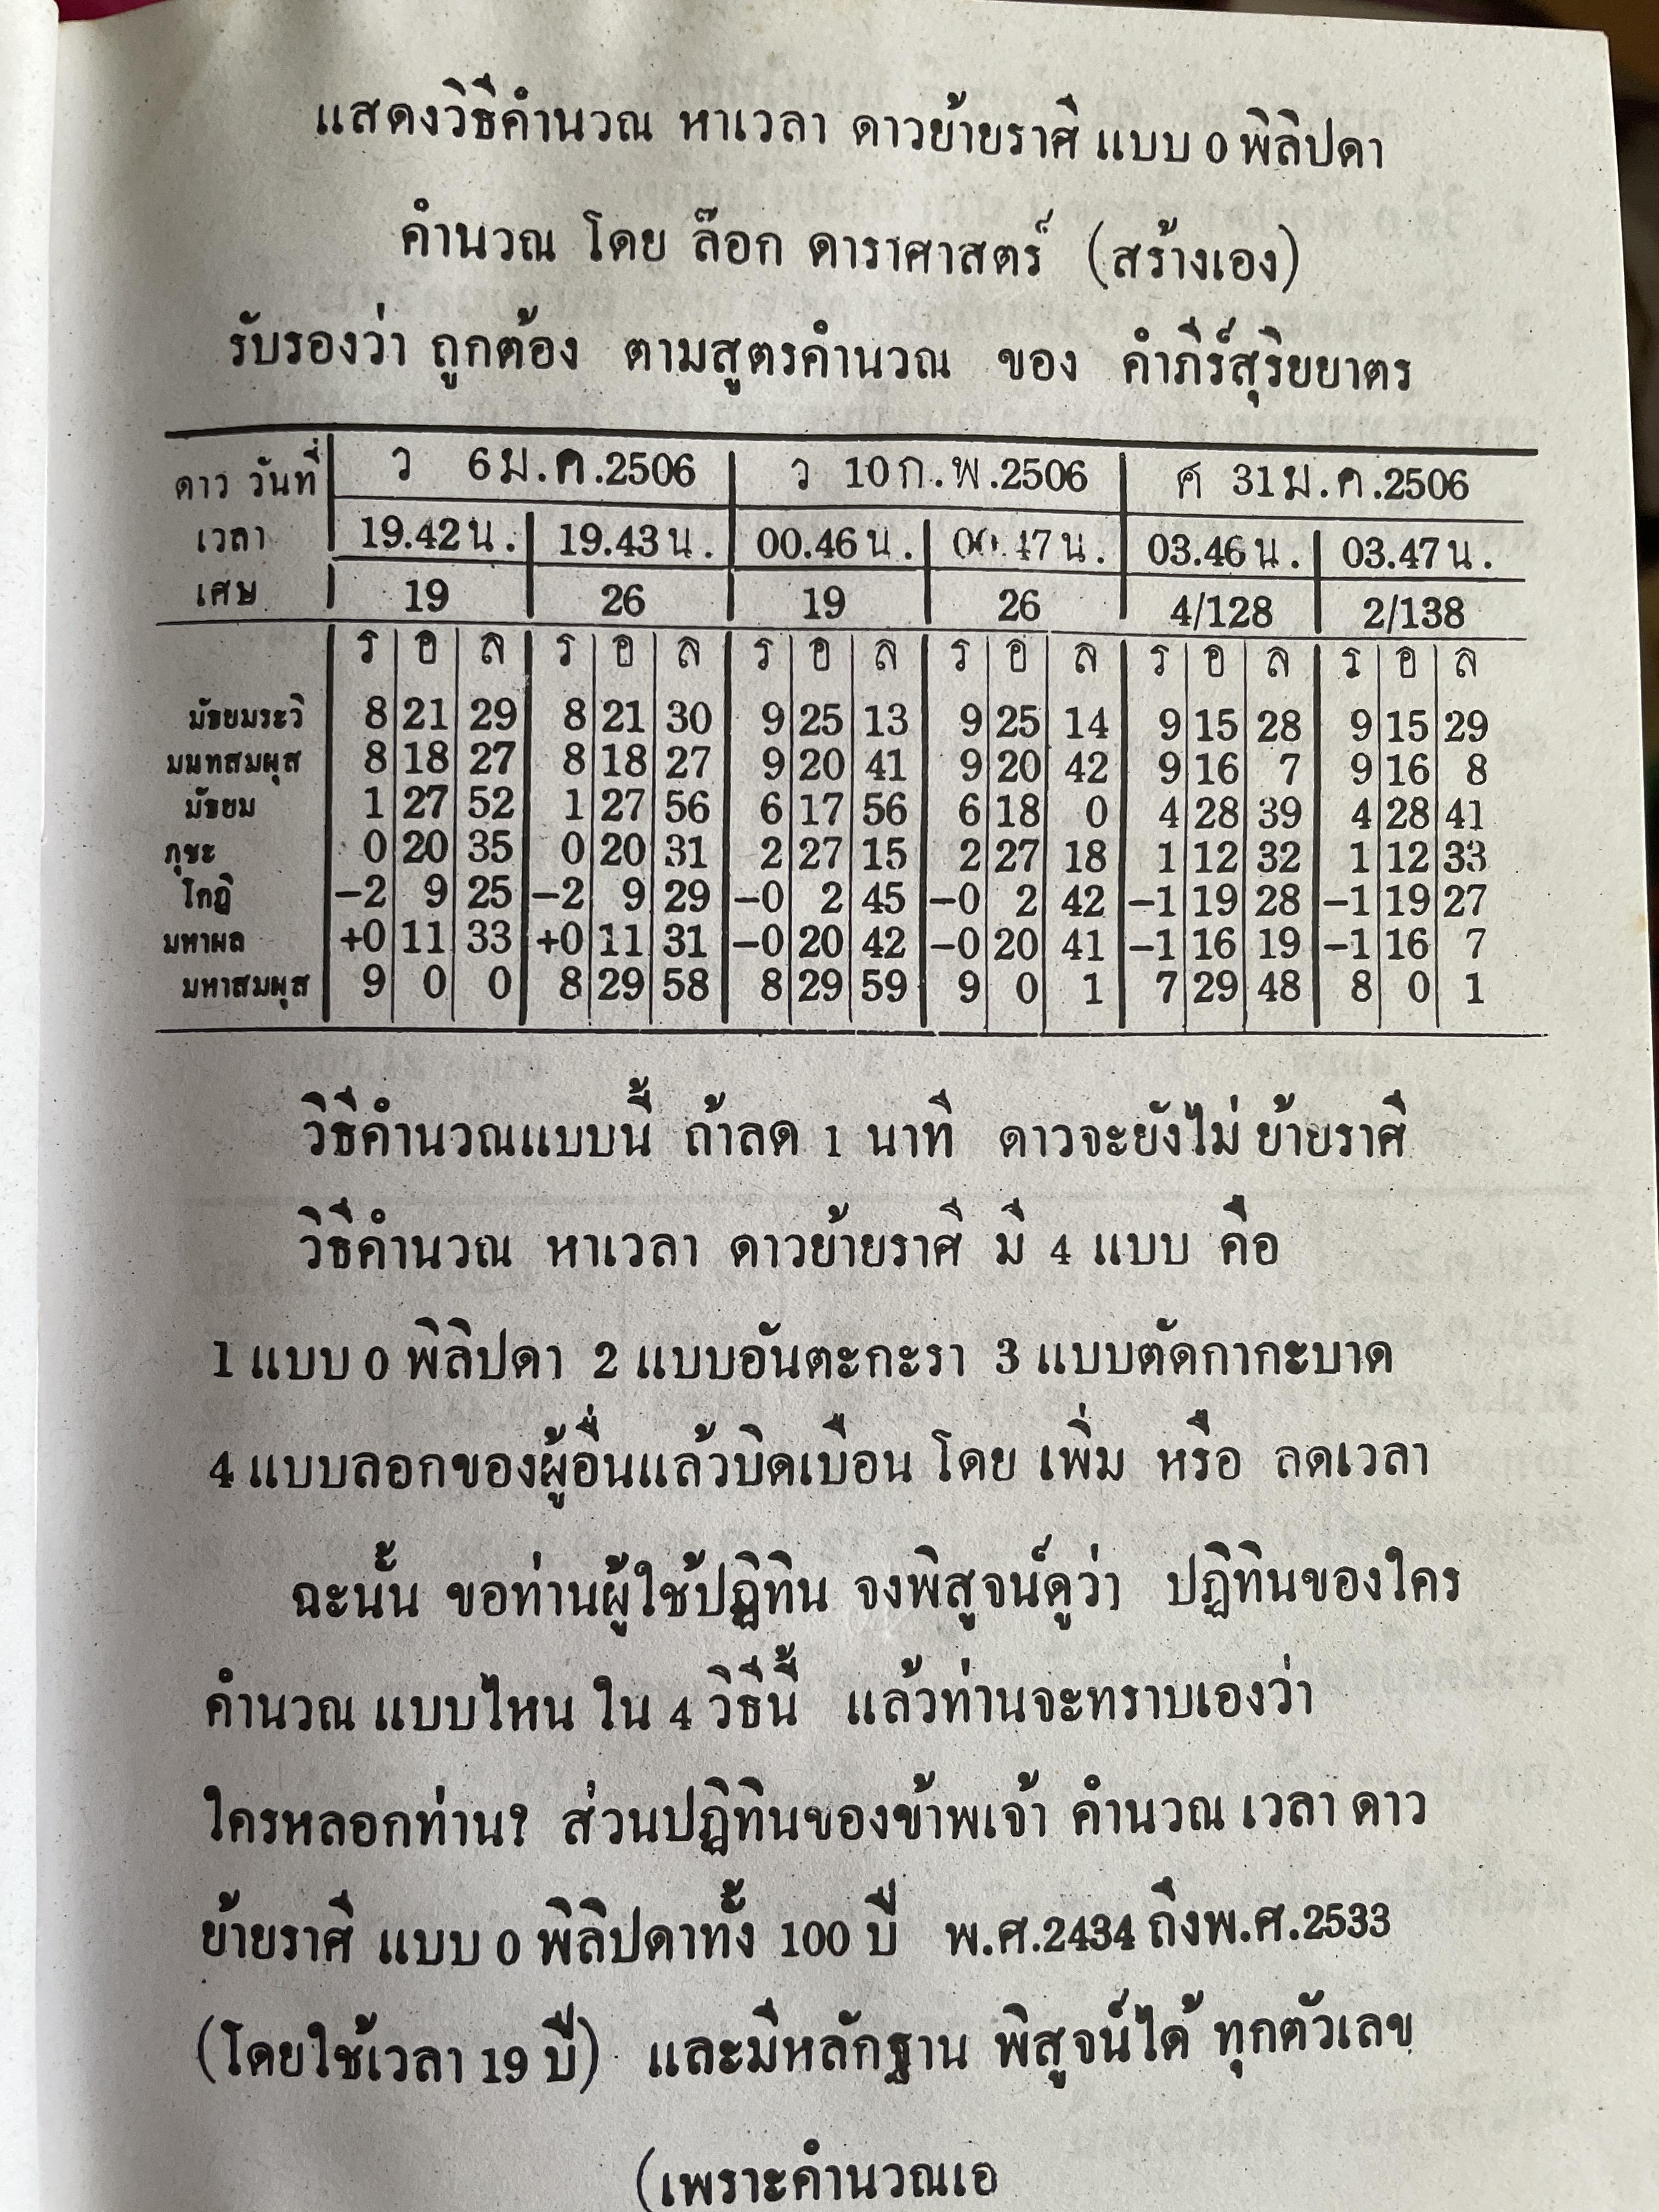 แสดงวิธีคำนวณ หาเวลา ดาวย้ายราศี แบบ 0 พิลิปดา
คำนวณ โดย ล๊อก ดาราศาสตร์ (สร้างเอง)
รับรองว่า ถูกต้อง ตามสูตรคำนวณ ของ คำภีร์สุริยยาตร
ดาว วันที่ ว 6 ม.ค.2506 ว 10 ก.พ.2506 ศ 31 ม.ค.2506
เวลา 19.42 น. 19.43 น. 00.46 น. 00.47 น. 03.46 น. 03.47 น.
เศษ 19 26 19 26 4/128 2/138
ร อ ล ร อ ล ร อ ล ร อ ล ร อ ล ร อ ล
มัธยมระวิ 8 21 29 8 21 30 9 25 13 9 25 14 9 15 28 9 15 29
มนทสมผุส 8 18 27 8 18 27 9 20 41 9 20 42 9 16 7 9 16 8
มัธยม 1 27 52 1 27 56 6 17 56 6 18 0 4 28 39 4 28 41
ภุชะ 0 20 35 0 20 31 2 27 15 2 27 18 1 12 32 1 12 33
โกฏิ -2 9 25 -2 9 29 -0 2 45 -0 2 42 -1 19 28 -1 19 27
มหาผล +0 11 33 +0 11 31 -0 20 42 -0 20 41 -1 16 19 -1 16 7
มหาสมผุส 9 0 0 8 29 58 8 29 59 9 0 1 7 29 48 8 0 1
วิธีคำนวณแบบนี้ ถ้าลด 1 นาที ดาวจะยังไม่ ย้ายราศี
วิธีคำนวณ หาเวลา ดาวย้ายราศี มี 4 แบบ คือ
1 แบบ 0 พิลิปดา 2 แบบอันตะกะรา 3 แบบตัดกากะบาด
4 แบบลอกของผู้อื่นแล้วบิดเบือน โดย เพิ่ม หรือ ลดเวลา
ฉะนั้น ขอท่านผู้ใช้ปฏิทิน จงพิสูจน์ดูว่า ปฏิทินของใคร
คำนวณ แบบไหน ใน 4 วิธีนี้ แล้วท่านจะทราบเองว่า
ใครหลอกท่าน? ส่วนปฏิทินของข้าพเจ้า คำนวณ เวลา ดาว
ย้ายราศี แบบ 0 พิลิปดาทั้ง 100 ปี พ.ศ.2434 ถึงพ.ศ.2533
(โดยใช้เวลา 19 ปี) และมีหลักฐาน พิสูจน์ได้ ทุกตัวเลข
(เพราะคำนวณเอ